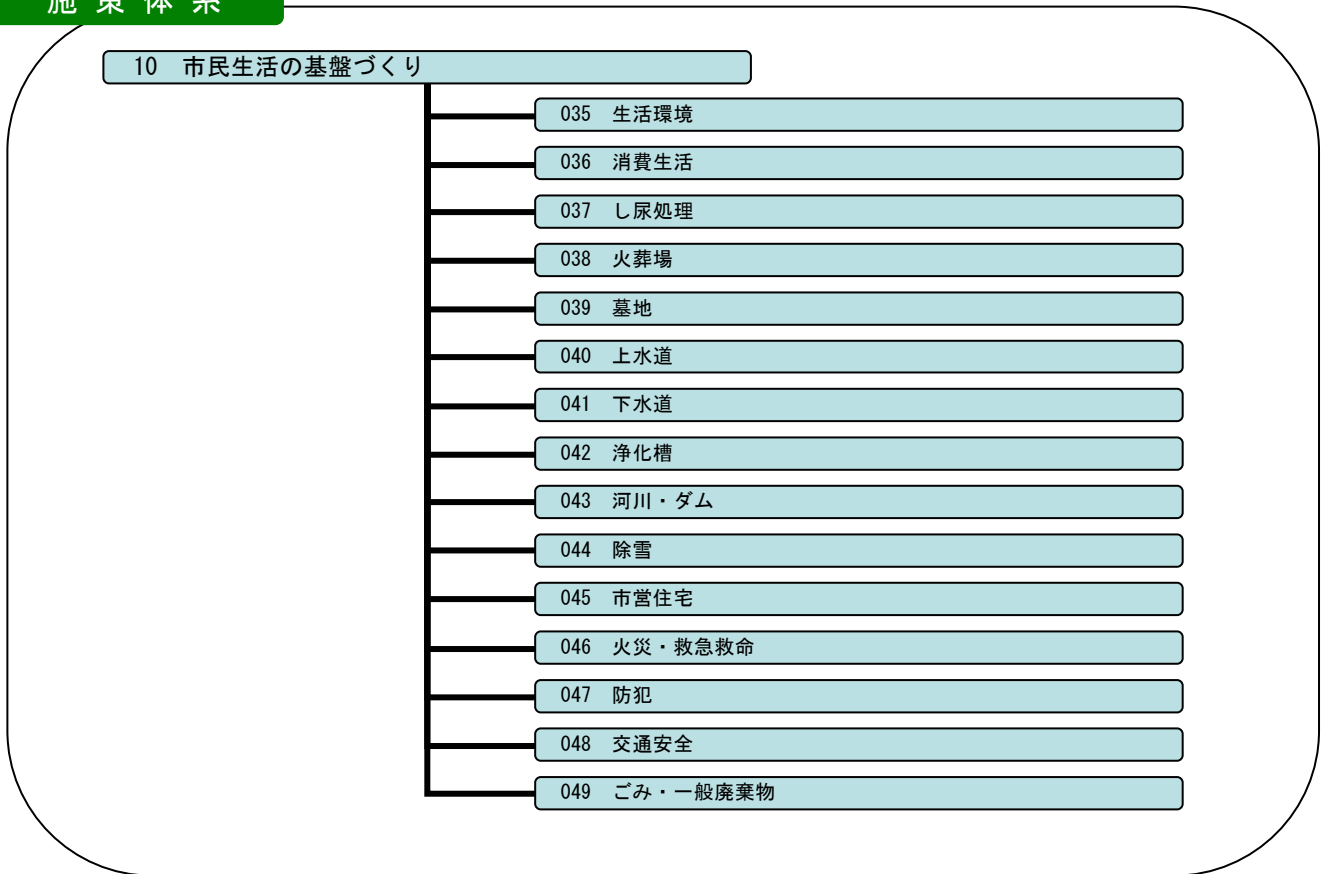 施策体系
10 市民生活の基盤づくり
035 生活環境
036 消費生活
037 し尿処理
038 火葬場
039 墓地
040 上水道
041 下水道
042 浄化槽
043 河川・ダム
044 除雪
045 市営住宅
046 火災・救急救命
047 防犯
048 交通安全
049 ごみ・一般廃棄物